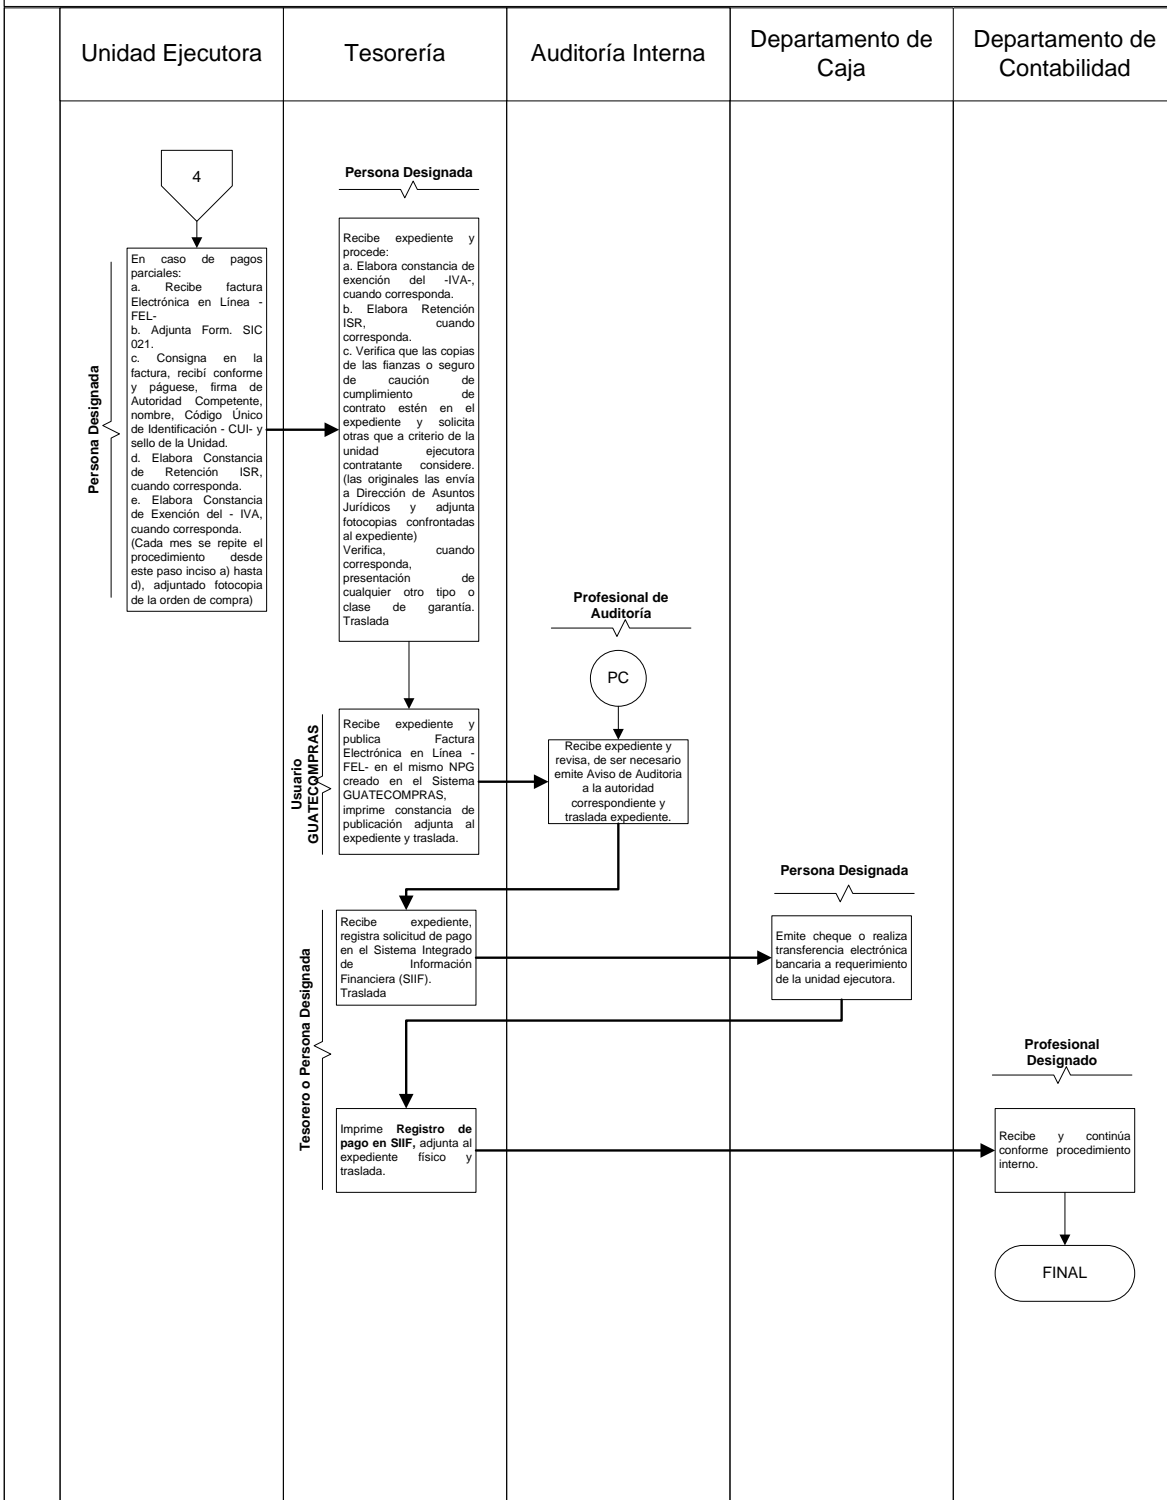 Unidad Ejecutora
Tesorería
Auditoría Interna
Departamento de
Caja
Departamento de
Contabilidad
4
Persona Designada
En caso de pagos
parciales:
a. Recibe factura
Electrónica en Línea -
FEL-
b. Adjunta Form. SIC
021.
c. Consigna en la
factura, recibí conforme
y páguese, firma de
Autoridad Competente,
nombre, Código Único
de Identificación - CUI- y
sello de la Unidad.
d. Elabora Constancia
de Retención ISR,
cuando corresponda.
e. Elabora Constancia
de Exención del - IVA,
cuando corresponda.
(Cada mes se repite el
procedimiento desde
este paso inciso a) hasta
d), adjuntado fotocopia
de la orden de compra)
Persona Designada
Recibe expediente y
procede:
a. Elabora constancia de
exención del -IVA-,
cuando corresponda.
b. Elabora Retención
ISR, cuando
corresponda.
c. Verifica que las copias
de las fianzas o seguro
de caución de
cumplimiento de
contrato estén en el
expediente y solicita
otras que a criterio de la
unidad ejecutora
contratante considere.
(las originales las envía
a Dirección de Asuntos
Jurídicos y adjunta
fotocopias confrontadas
al expediente)
Verifica, cuando
corresponda,
presentación de
cualquier otro tipo o
clase de garantía.
Traslada
Usuario
GUATECOMPRAS
Recibe expediente y
publica Factura
Electrónica en Línea -
FEL- en el mismo NPG
creado en el Sistema
GUATECOMPRAS,
imprime constancia de
publicación adjunta al
expediente y traslada.
Profesional de
Auditoría
PC
Recibe expediente y
revisa, de ser necesario
emite Aviso de Auditoria
a la autoridad
correspondiente y
traslada expediente.
Tesorero o Persona Designada
Recibe expediente,
registra solicitud de pago
en el Sistema Integrado
de Información
Financiera (SIIF).
Traslada
Persona Designada
Emite cheque o realiza
transferencia electrónica
bancaria a requerimiento
de la unidad ejecutora.
Imprime Registro de
pago en SIIF, adjunta al
expediente físico y
traslada.
Profesional
Designado
Recibe y continúa
conforme procedimiento
interno.
FINAL